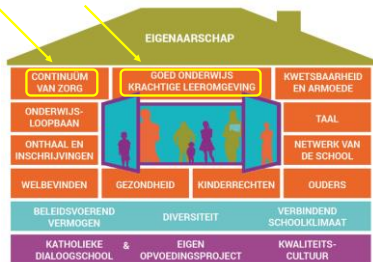 EIGENAARSCHAP
CONTINUÜM
VAN ZORG
GOED ONDERWIJS
KRACHTIGE LEEROMGEVING
KWETSBAARHEID
EN ARMOEDE
ONDERWIJS-
LOOPBAAN
TAAL
ONTHAAL EN
INSCHRIJVINGEN
NETWERK VAN
DE SCHOOL
WELBEVINDEN
GEZONDHEID
KINDERRECHTEN
OUDERS
BELEIDSVOEREND
VERMOGEN
DIVERSITEIT
VERBINDEND
SCHOOLKLIMAAT
KATHOLIEKE
DIALOOGSCHOOL
&
EIGEN
OPVOEDINGSPROJECT
KWALITEITS-
CULTUUR